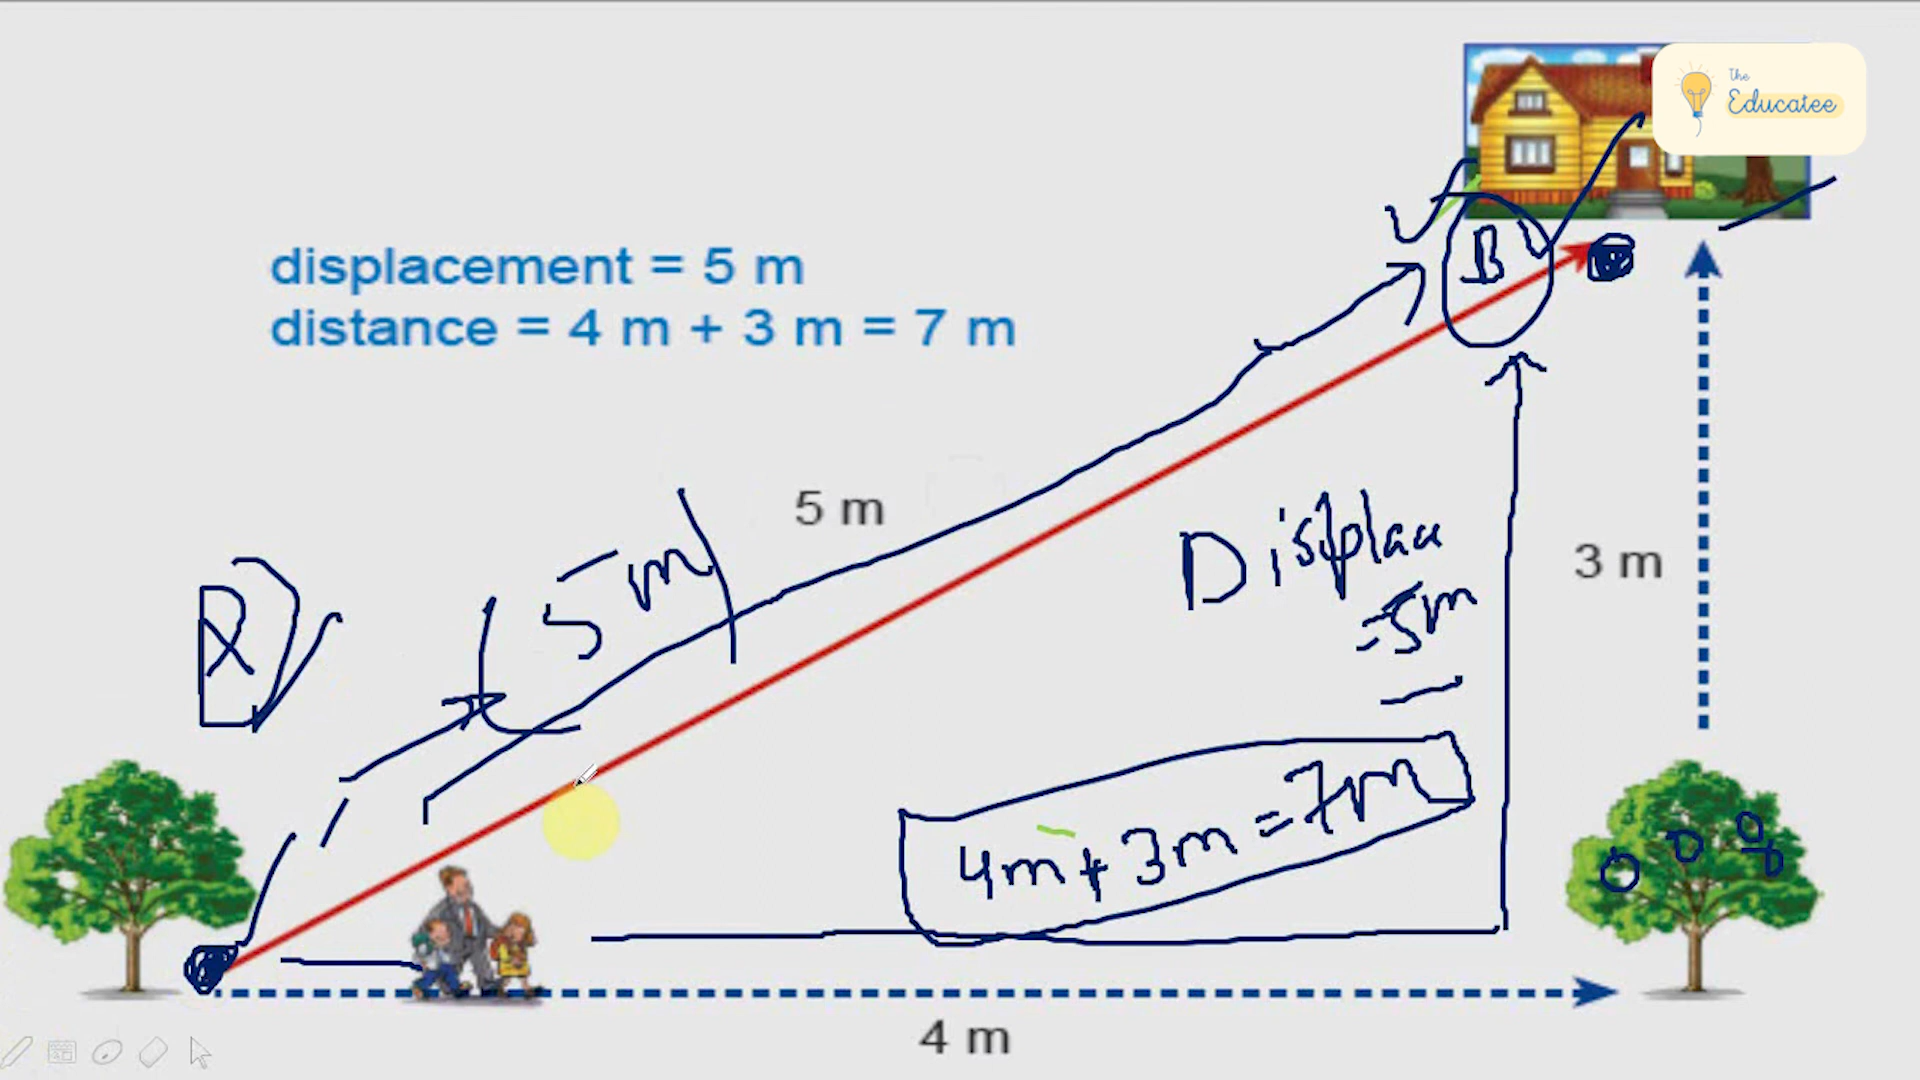 The
Educatee
B
displacement = 5 m
distance = 4 m + 3 m = 7 m
5 m
5m
Displac
=5m
3 m
4m+3m=7m
4 m